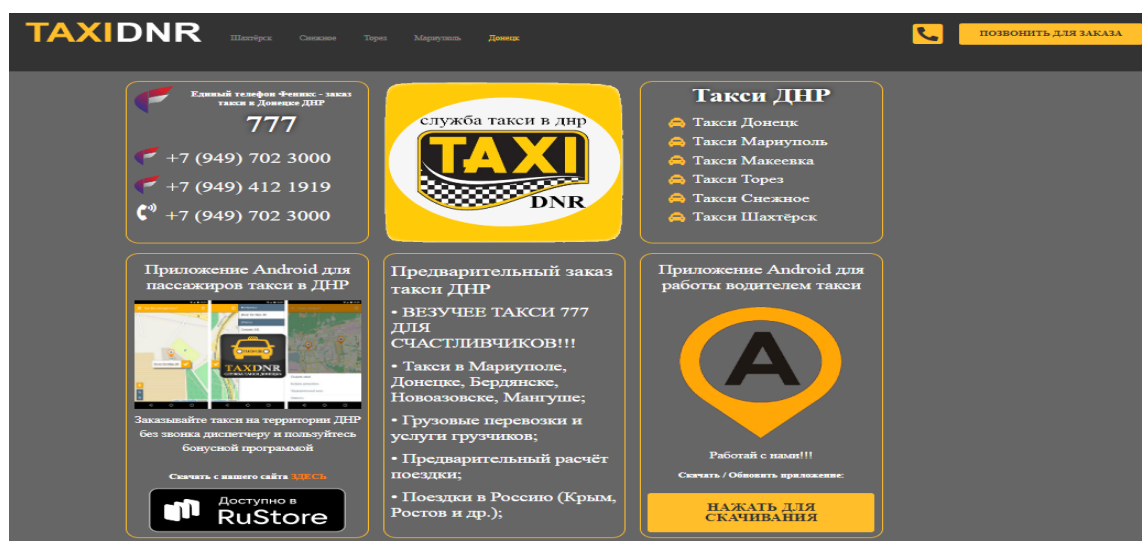 TAXIDNR
Шахтёрск Снежное Торез Мариуполь Донецк
ПОЗВОНИТЬ ДЛЯ ЗАКАЗА
Единый телефон Феникс - заказ
такси в Донецке ДНР
777
+7 (949) 702 3000
+7 (949) 412 1919
+7 (949) 702 3000
служба такси в днр
TAXI
DNR
Такси ДНР
Такси Донецк
Такси Мариуполь
Такси Макеевка
Такси Торез
Такси Снежное
Такси Шахтёрск
Приложение Android для
пассажиров такси в ДНР
TAXDNR
Заказывайте такси на территории ДНР
без звонка диспетчеру и пользуйтесь
бонусной программой
Скачать с нашего сайта ЗДЕСЬ
Доступно в
RuStore
Предварительный заказ
такси ДНР
• ВЕЗУЧЕЕ ТАКСИ 777
ДЛЯ
СЧАСТЛИВЧИКОВ!!!
• Такси в Мариуполе,
Донецке, Бердянске,
Новоазовске, Мангуше;
• Грузовые перевозки и
услуги грузчиков;
• Предварительный расчёт
поездки;
• Поездки в Россию (Крым,
Ростов и др.);
Приложение Android для
работы водителем такси
A
Работай с нами!!!
Скачать / Обновить приложение:
НАЖАТЬ ДЛЯ
СКАЧИВАНИЯ